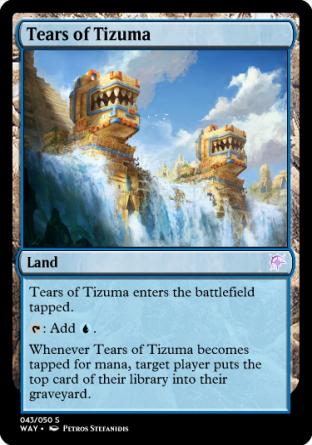 Tears of Tizuma
Land
Tears of Tizuma enters the battlefield
tapped.
: Add .
Whenever Tears of Tizuma becomes
tapped for mana, target player puts the
top card of their library into their
graveyard.
043/050 S
WAY • Petros Stefanidis